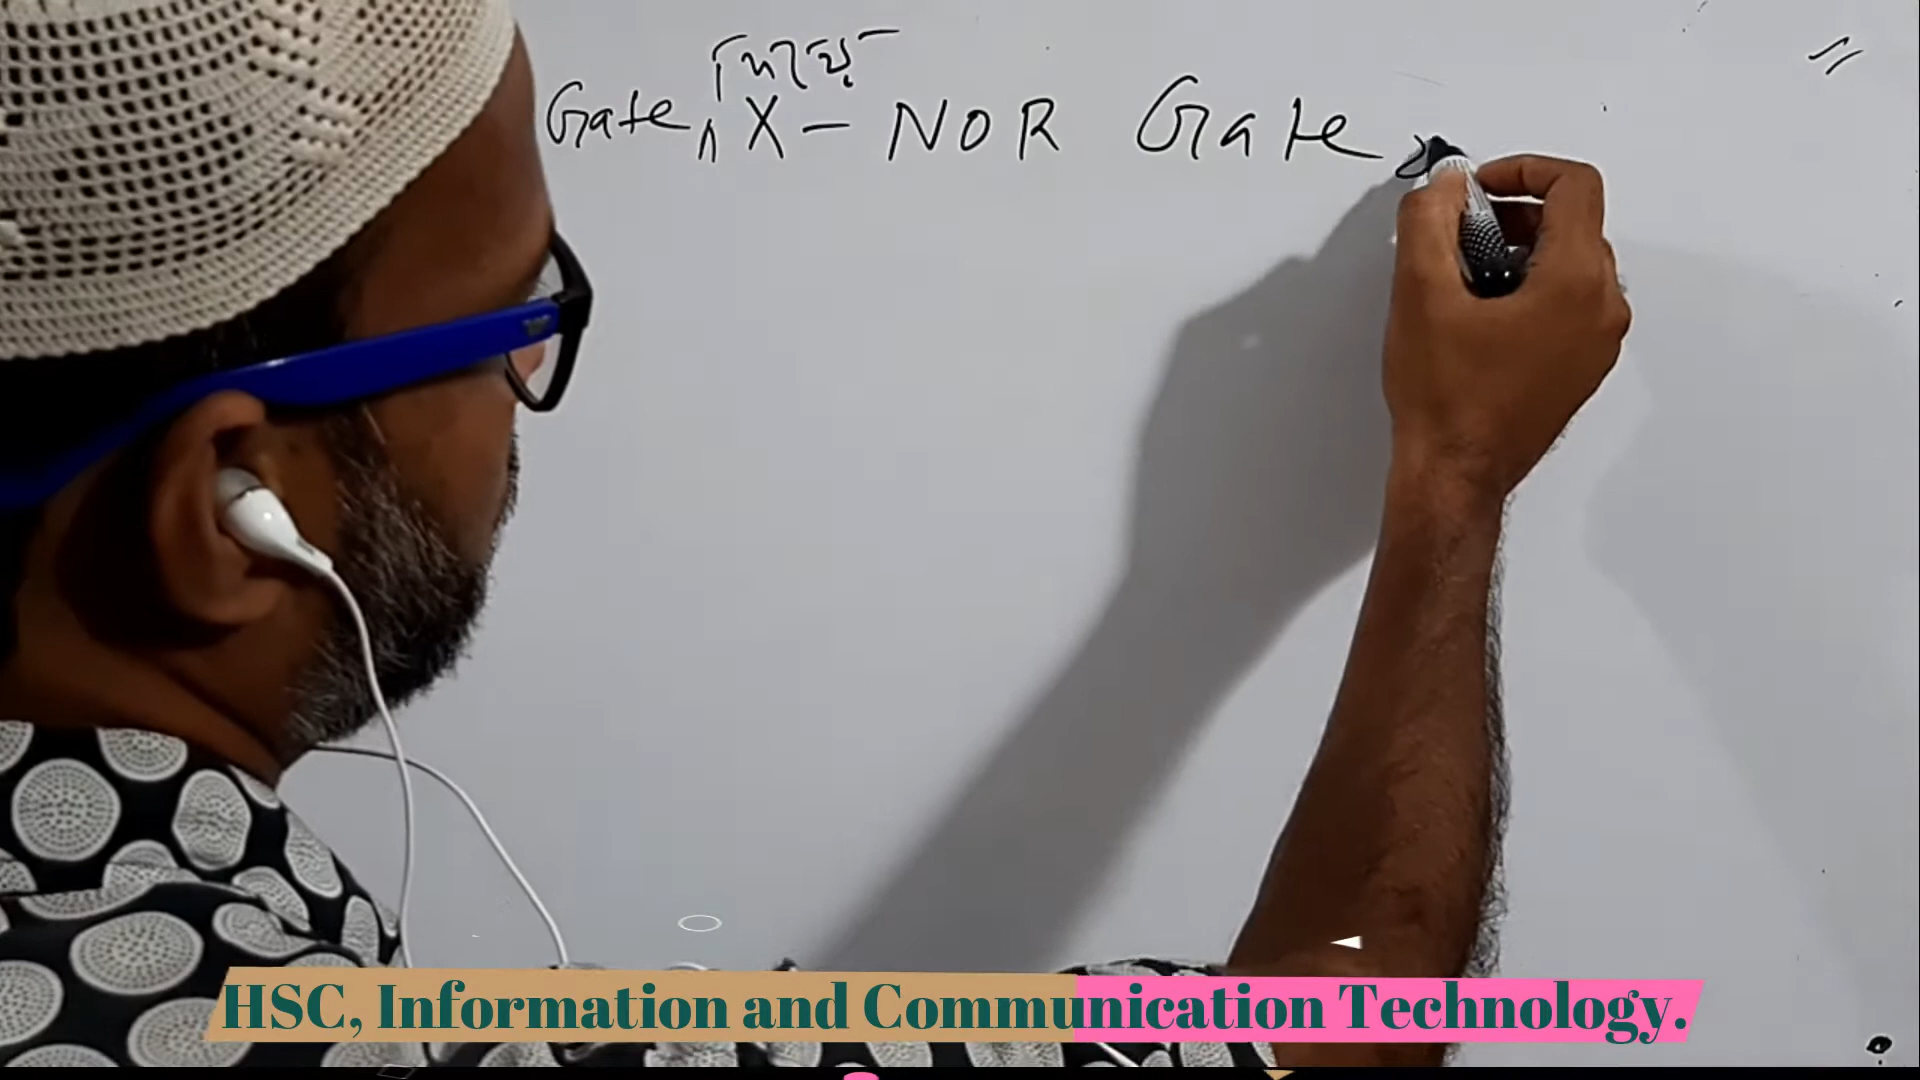 Gate, X - NOR Gate
HSC, Information and Communication Technology.